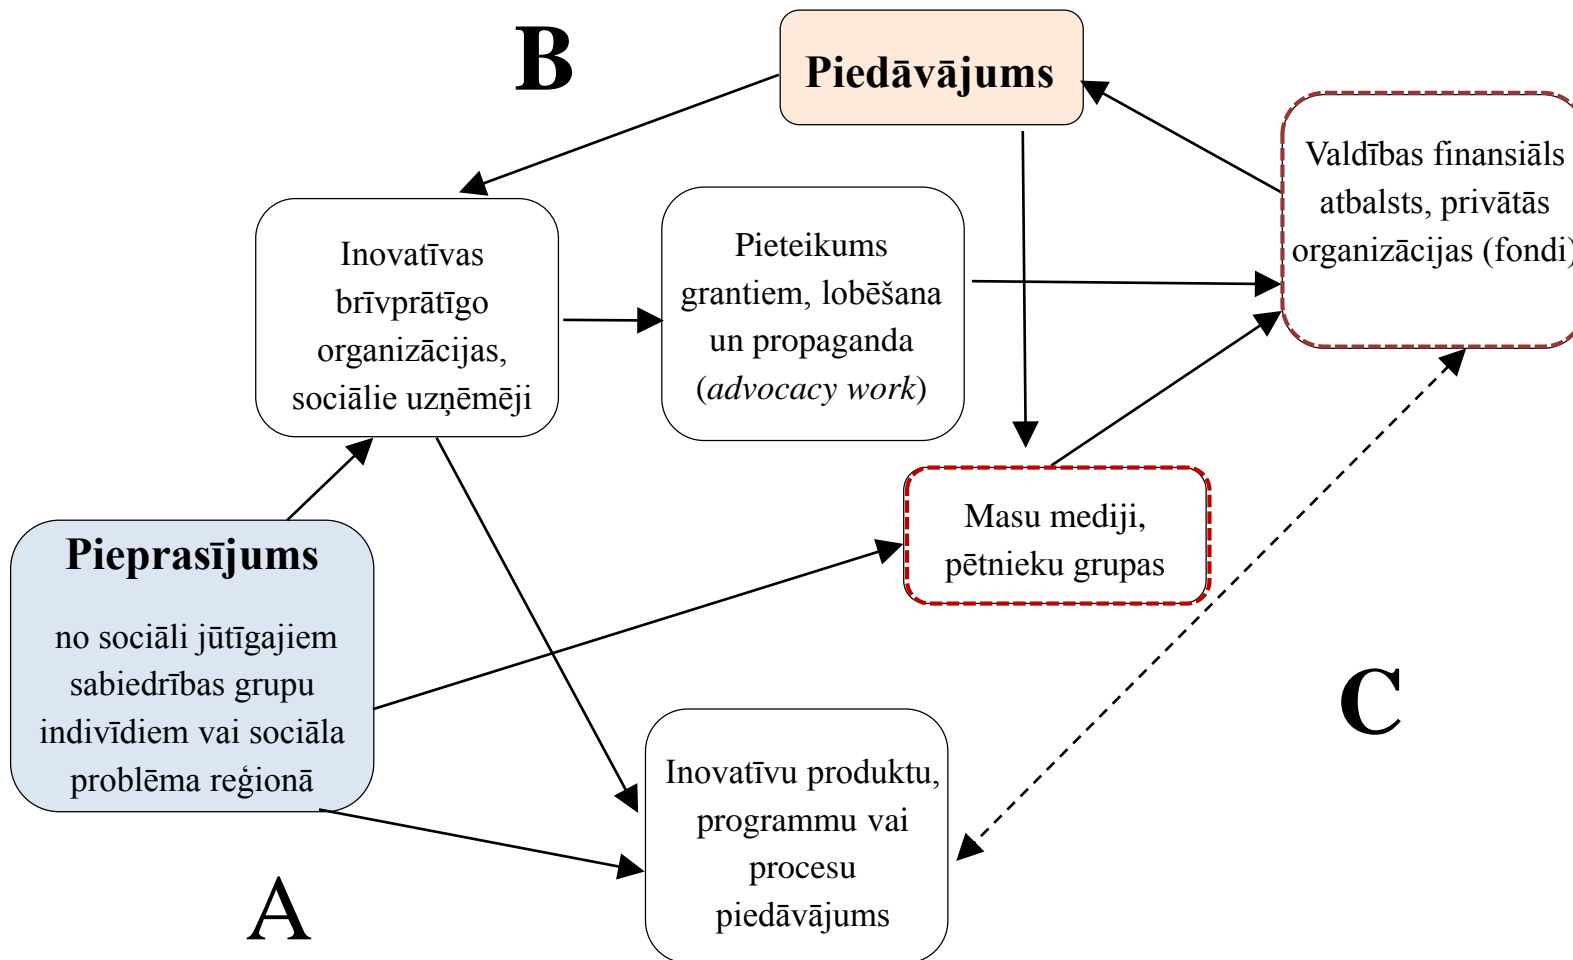 B
Piedāvājums
Valdības finansiāls
atbalsts, privātās
organizācijas (fondi)
Inovatīvas
brīvprātīgo
organizācijas,
sociālie uzņēmēji
Pieteikums
grantiem, lobēšana
un propaganda
(advocacy work)
Masu mediji,
pētnieku grupas
Pieprasījums
no sociāli jūtīgajiem
sabiedrības grupu
indivīdiem vai sociāla
problēma reģionā
C
Inovatīvu produktu,
programmu vai
procesu
piedāvājums
A